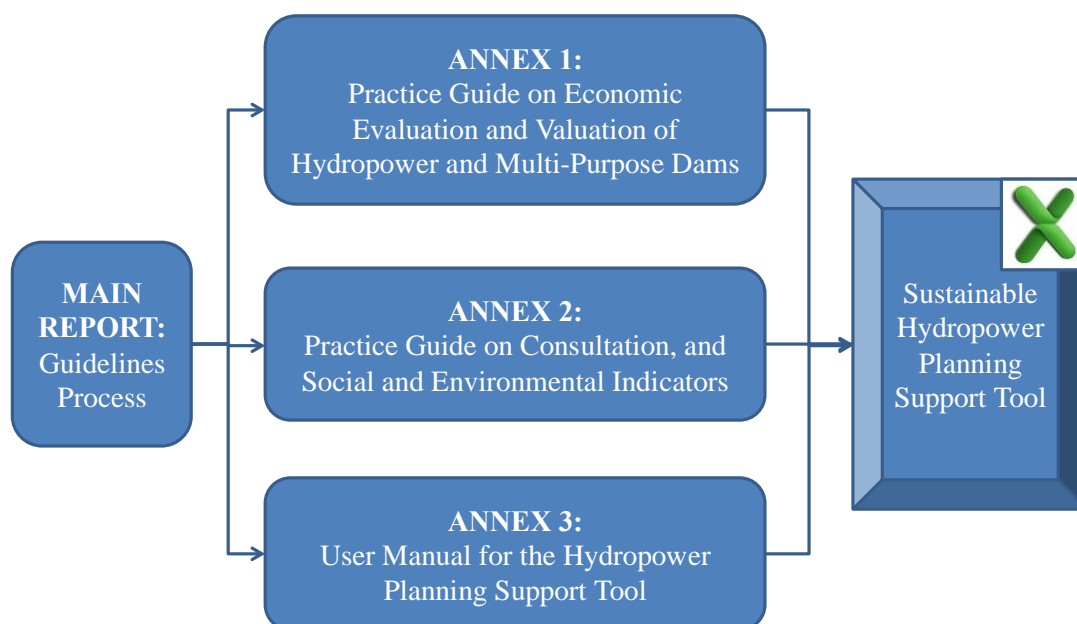 MAIN
REPORT:
Guidelines
Process
ANNEX 1:
Practice Guide on Economic
Evaluation and Valuation of
Hydropower and Multi-Purpose Dams
ANNEX 2:
Practice Guide on Consultation, and
Social and Environmental Indicators
ANNEX 3:
User Manual for the Hydropower
Planning Support Tool
Sustainable
Hydropower
Planning
Support Tool